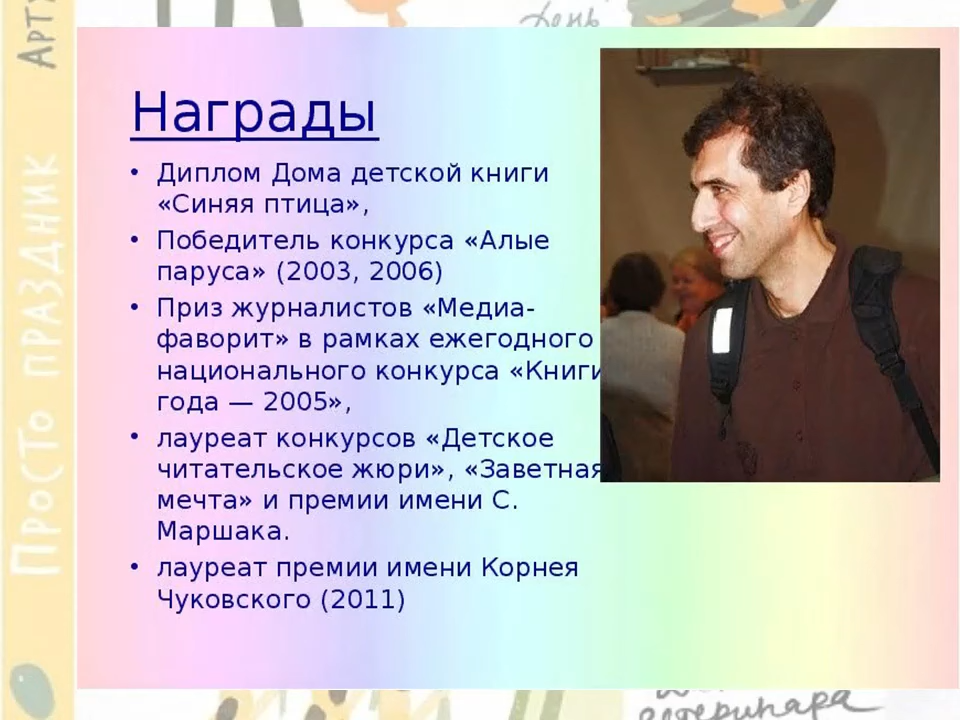 День
АРТУ
ПРОСТО ПРАЗДНИК
Награды
• Диплом Дома детской книги
«Синяя птица»,
• Победитель конкурса «Алые
паруса» (2003, 2006)
• Приз журналистов «Медиа-
фаворит» в рамках ежегодного
национального конкурса «Книги
года — 2005»,
• лауреат конкурсов «Детское
читательское жюри», «Заветная
мечта» и премии имени С.
Маршака.
• лауреат премии имени Корнея
Чуковского (2011)